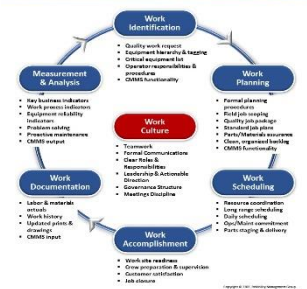 Work
Identification
Quality work request
Equipment hierarchy & tagging
Critical equipment list
Operator responsibilities &
procedures
CMMS functionality
Work
Planning
Formal planning
procedures
Field job scoping
Quality job package
Standard job plans
Parts/Materials assurance
Clean, organized backlog
CMMS functionality
Work
Scheduling
Resource coordination
Long range scheduling
Daily scheduling
Ops/Maint commitment
Parts staging & delivery
Work
Accomplishment
Work site readiness
Crew preparation & supervision
Customer satisfaction
Job closure
Work
Documentation
Labor & materials
actuals
Work history
Updated prints &
drawings
CMMS input
Measurement
& Analysis
Key business indicators
Work process indicators
Equipment reliability
indicators
Problem solving
Proactive maintenance
CMMS output
Work
Culture
Teamwork
Formal Communications
Clear Roles &
Responsibilities
Leadership & Actionable
Direction
Governance Structure
Meetings Discipline